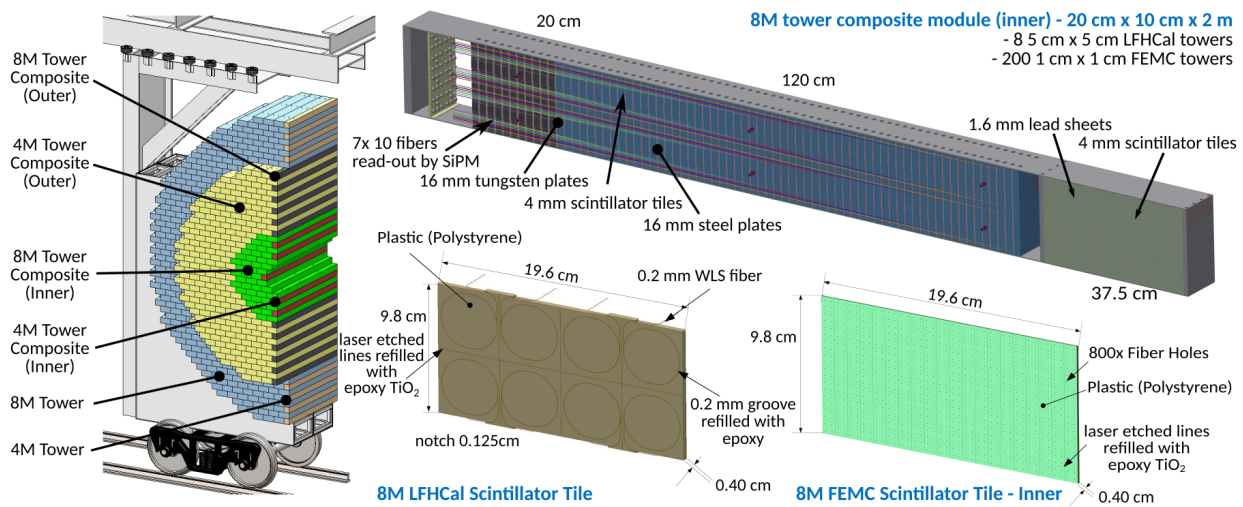 8M Tower
Composite
(Outer)
4M Tower
Composite
(Outer)
8M Tower
Composite
(Inner)
4M Tower
Composite
(Inner)
8M Tower
4M Tower
8M tower composite module (inner) - 20 cm x 10 cm x 2 m
- 8 5 cm x 5 cm LFHCal towers
- 200 1 cm x 1 cm FEMC towers
20 cm
120 cm
7x 10 fibers
read-out by SiPM
16 mm tungsten plates
4 mm scintillator tiles
16 mm steel plates
1.6 mm lead sheets
4 mm scintillator tiles
37.5 cm
Plastic (Polystyrene)
19.6 cm
0.2 mm WLS fiber
9.8 cm
laser etched
lines refilled
with
epoxy TiO₂
0.2 mm groove
refilled with
epoxy
notch 0.125cm
0.40 cm
8M LFHCal Scintillator Tile
19.6 cm
9.8 cm
800x Fiber Holes
Plastic (Polystyrene)
laser etched lines
refilled with
epoxy TiO₂
0.40 cm
8M FEMC Scintillator Tile - Inner